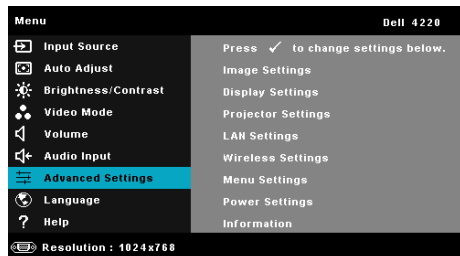 Menu
Dell 4220
Input Source
Auto Adjust
Brightness/Contrast
Video Mode
Volume
Audio Input
Advanced Settings
Language
? Help
Press ✓ to change settings below.
Image Settings
Display Settings
Projector Settings
LAN Settings
Wireless Settings
Menu Settings
Power Settings
Information
Resolution : 1024x768